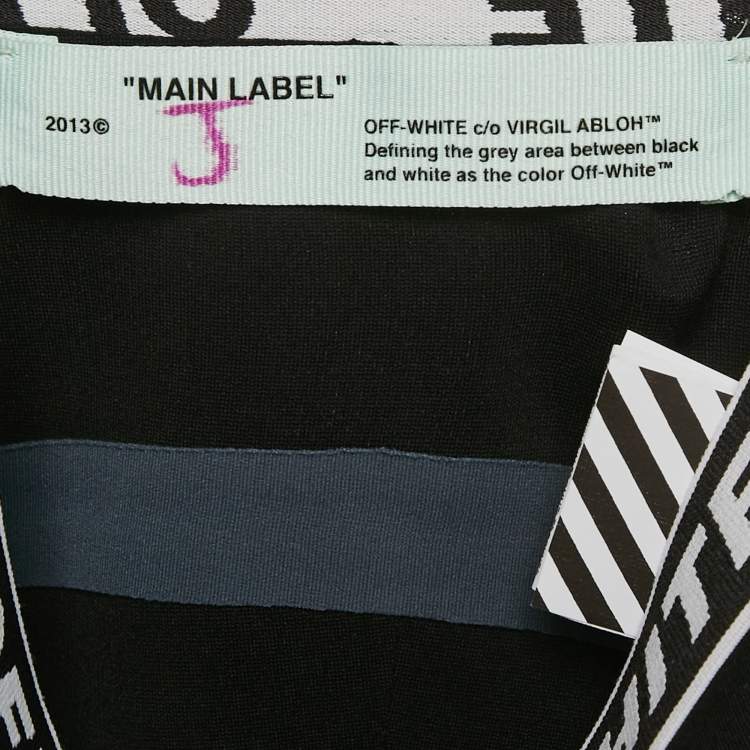 "MAIN LABEL"
J
2013©
OFF-WHITE c/o VIRGIL ABLOH™
Defining the grey area between black
and white as the color Off-White™
WHITE